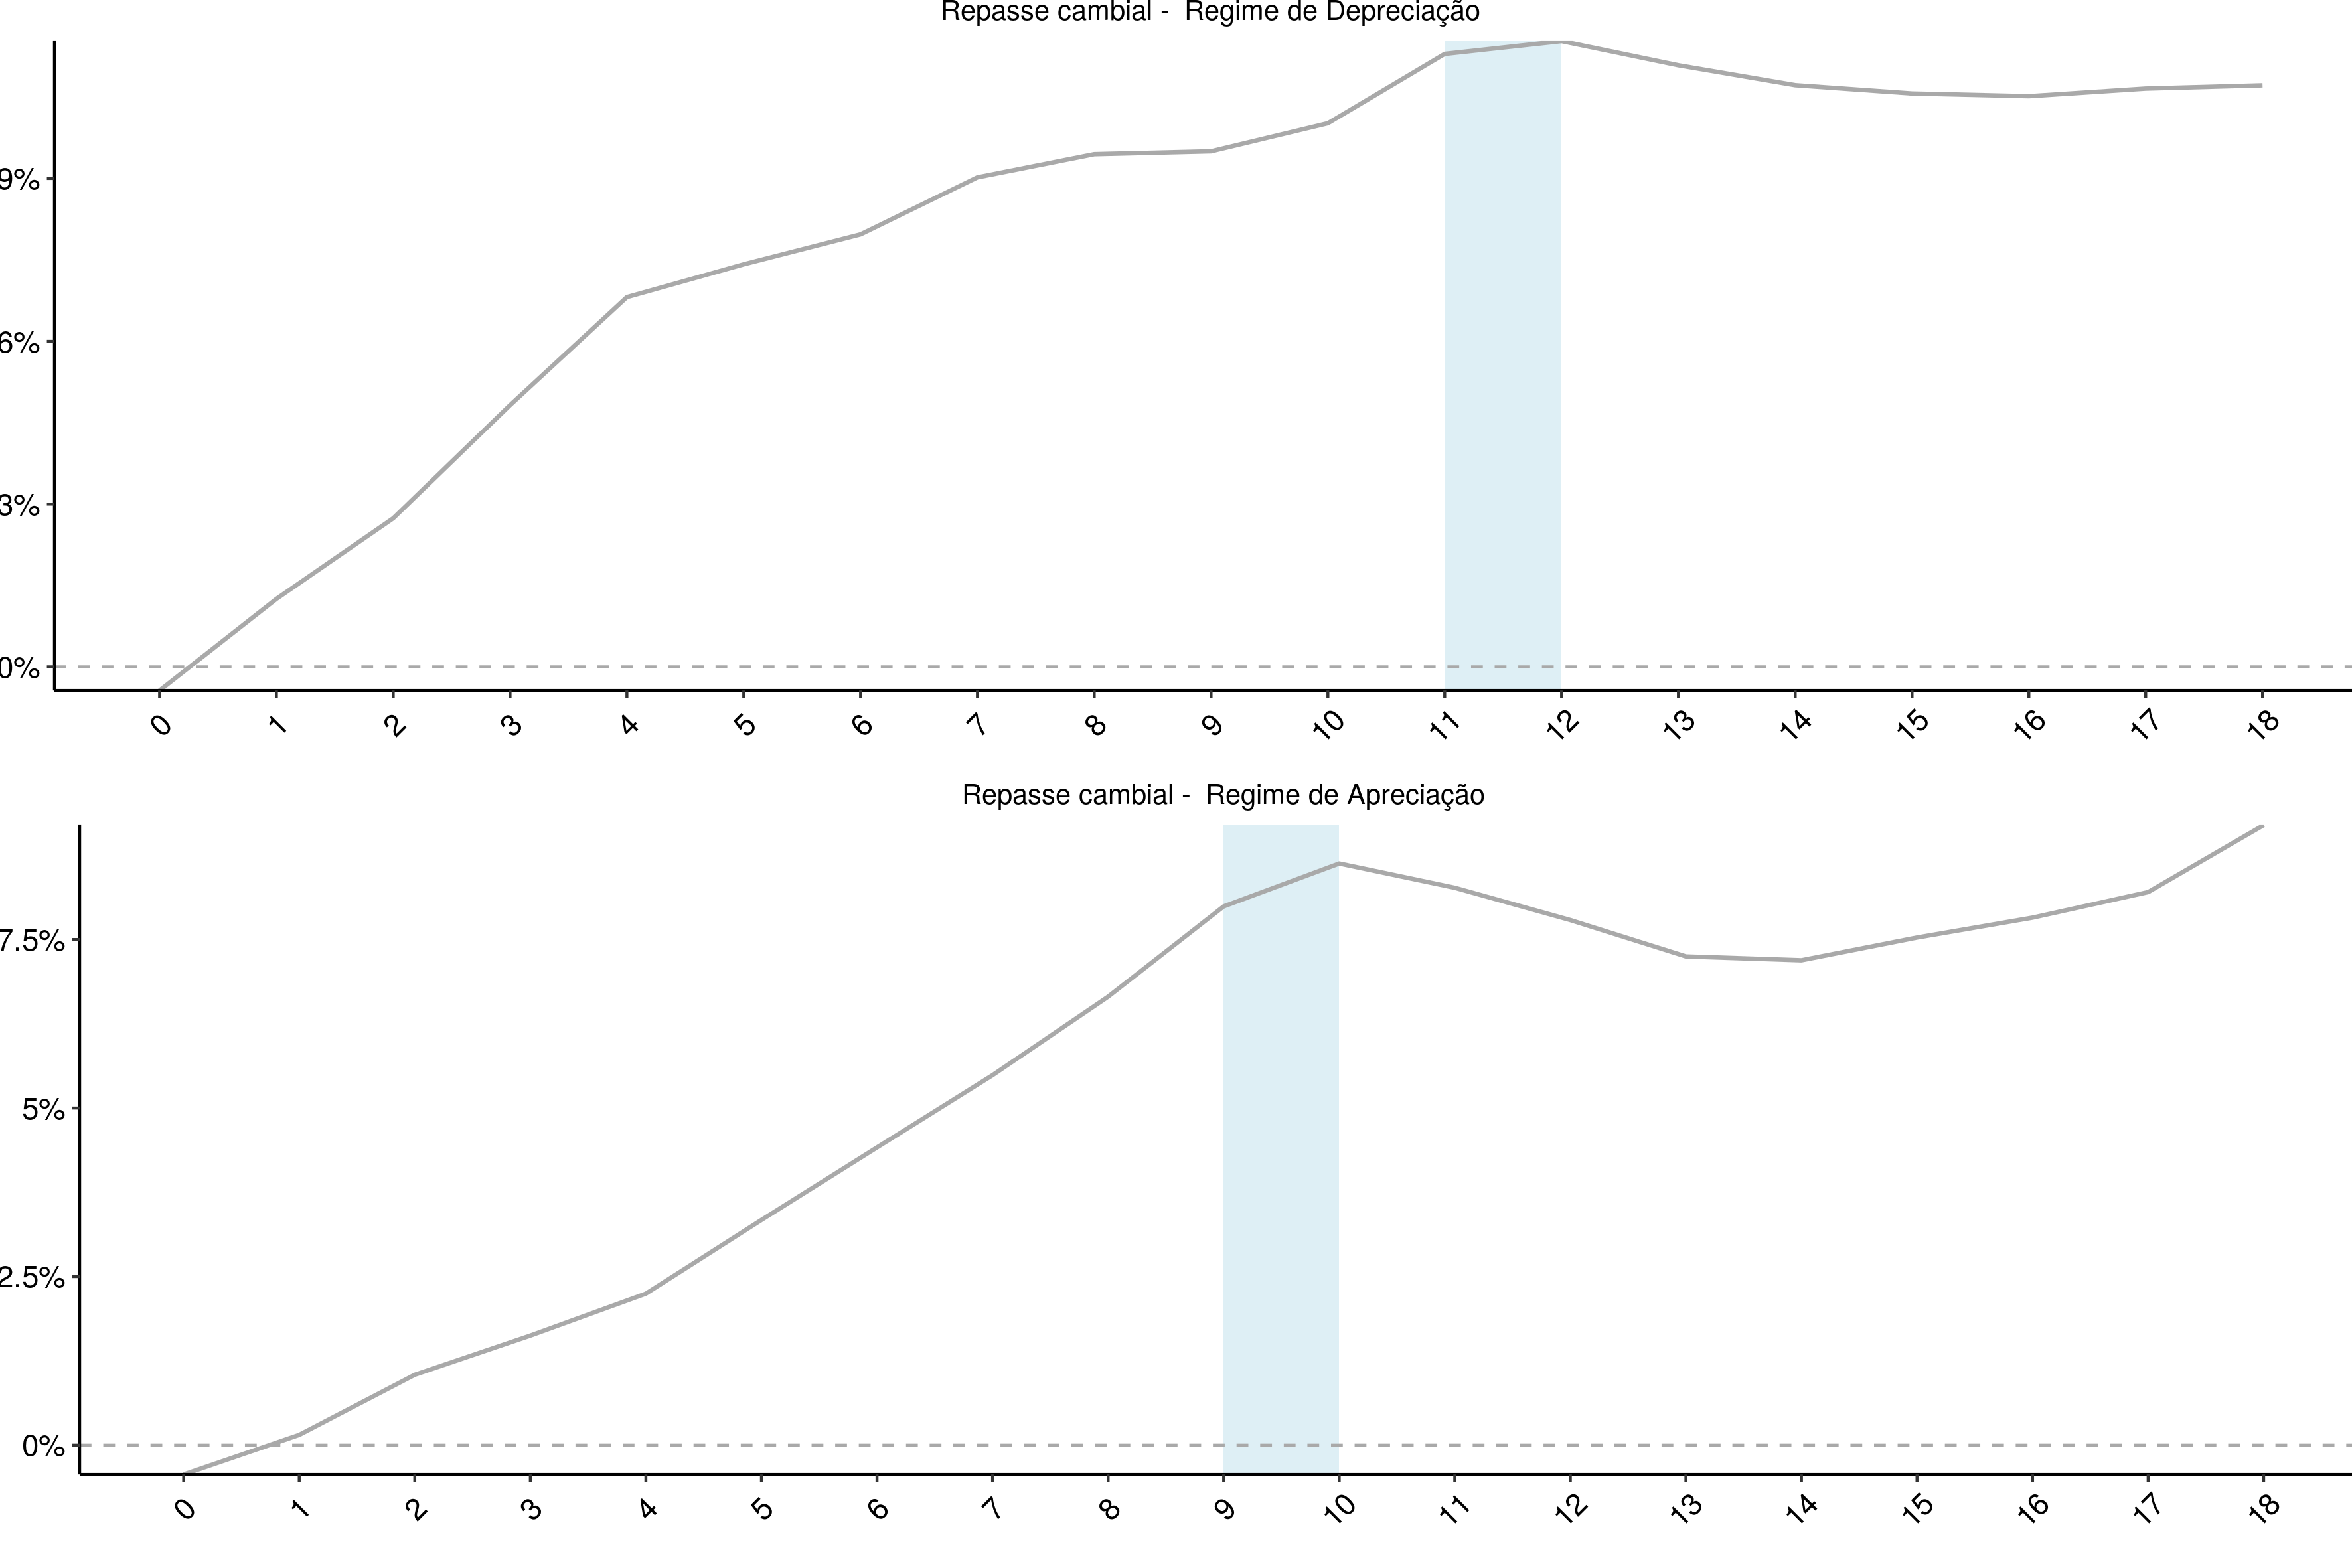 Repasse cambial -  Regime de Depreciação
9%
6%
3%
0%
0 1 2 3 4 5 6 7 8 9 10 11 12 13 14 15 16 17 18
Repasse cambial -  Regime de Apreciação
7.5%
5%
2.5%
0%
0 1 2 3 4 5 6 7 8 9 10 11 12 13 14 15 16 17 18